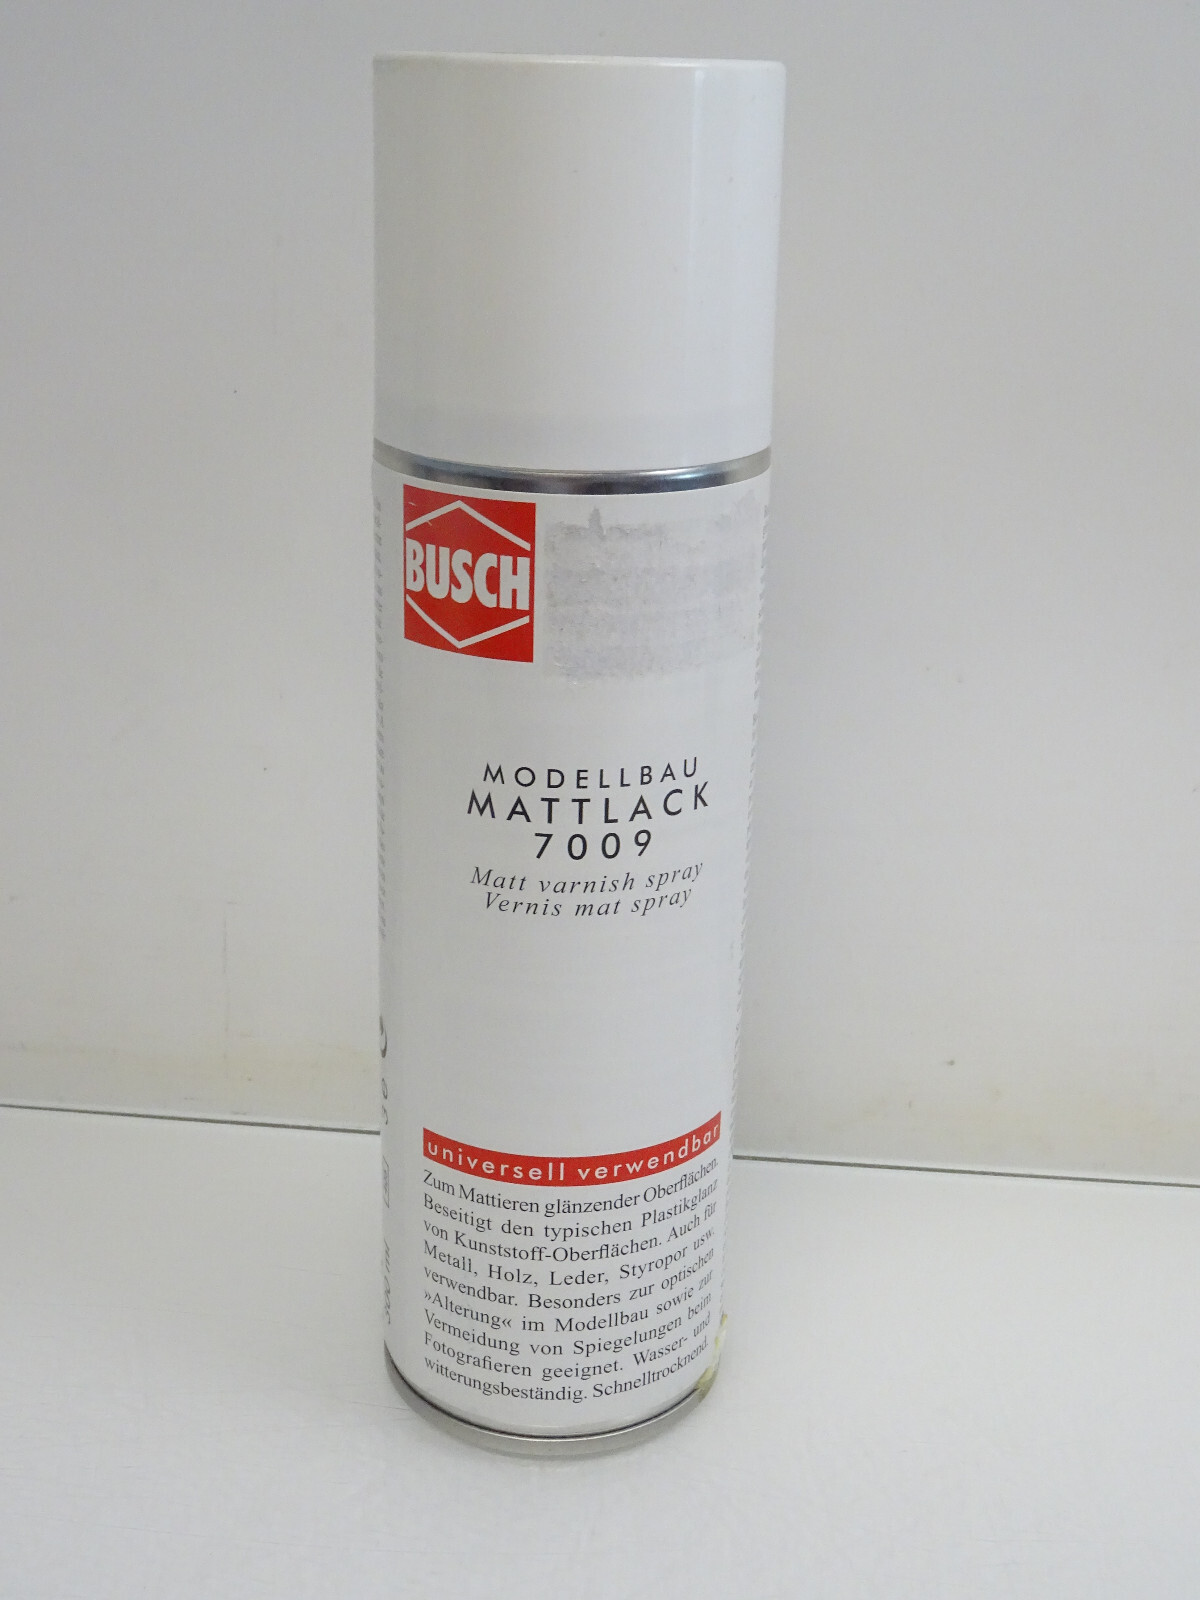 BUSCH
MODELLBAU
MATTLACK
7009
Matt varnish spray
Vernis mat spray
universell verwendbar
Zum Mattieren glänzender Oberflächen.
Beseitigt den typischen Plastikglanz
von Kunststoff-Oberflächen. Auch für
Metall, Holz, Leder, Styropor usw.
verwendbar. Besonders zur optischen
»Alterung« im Modellbau sowie zur
Vermeidung von Spiegelungen beim
Fotografieren geeignet. Wasser- und
witterungsbeständig. Schnelltrocknend.
300 ml